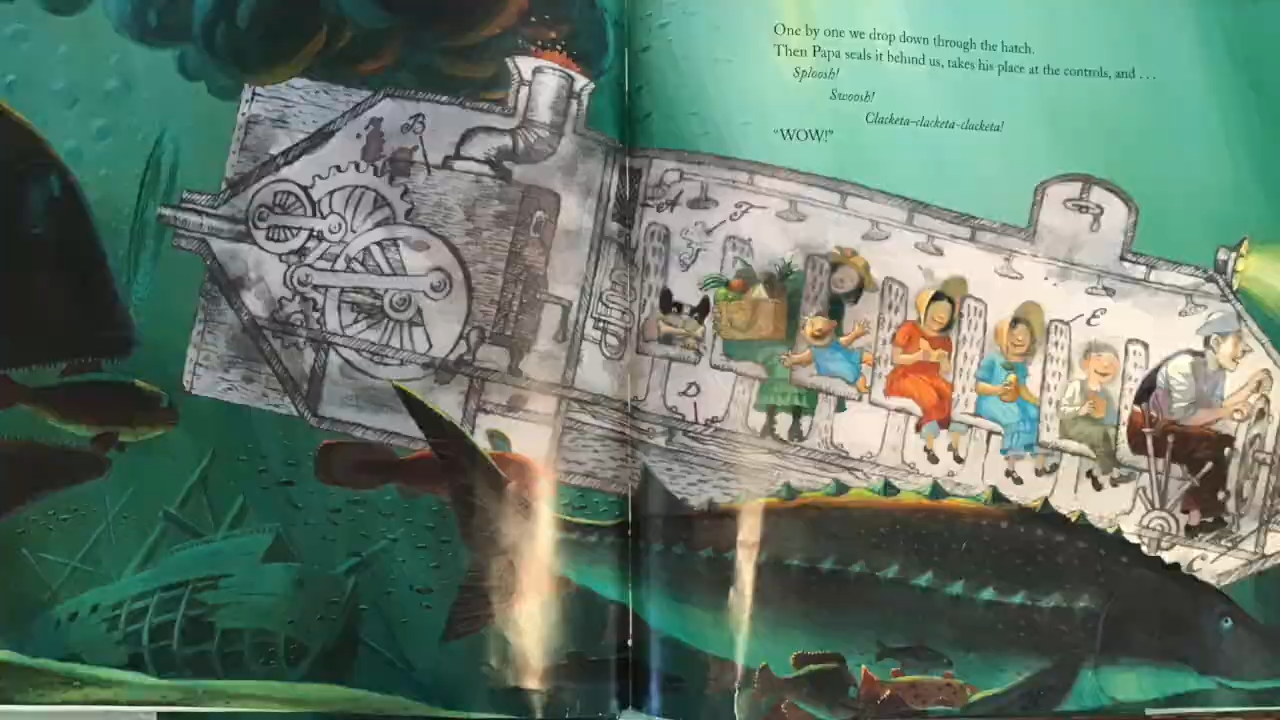 One by one we drop down through the hatch.
Then Papa seals it behind us, takes his place at the controls, and . . .
Sploosh!
Swoosh!
Clacketa-clacketa-clacketa!
"WOW!"
B
A
F
G
E
D
C